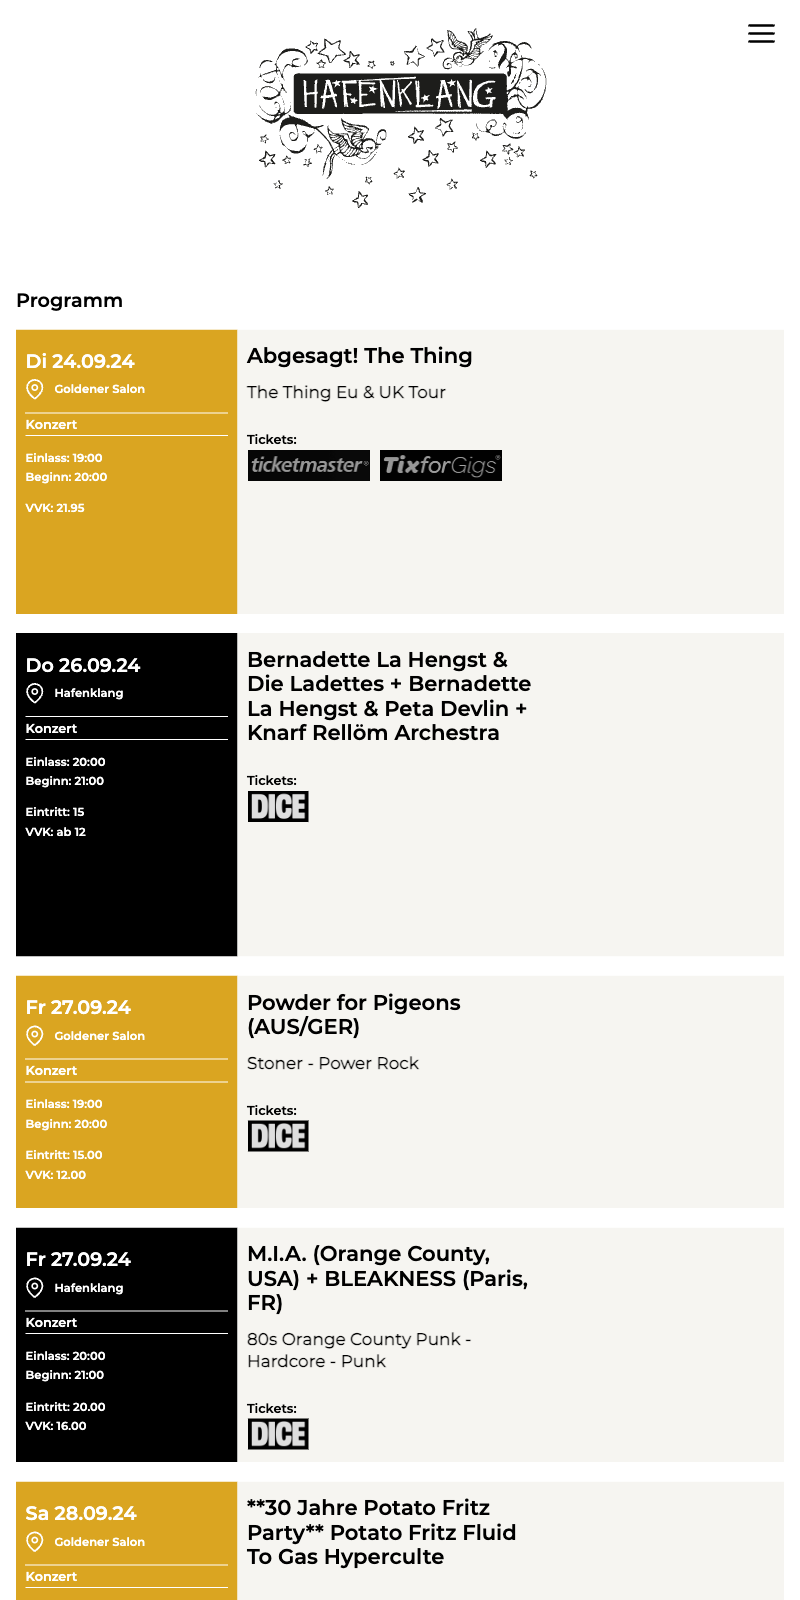 HAFENKLANG
Programm
Di 24.09.24
Goldener Salon
Konzert
Einlass: 19:00
Beginn: 20:00
VVK: 21.95
Abgesagt! The Thing
The Thing Eu & UK Tour
Tickets:
ticketmaster® TixforGigs®
Do 26.09.24
Hafenklang
Konzert
Einlass: 20:00
Beginn: 21:00
Eintritt: 15
VVK: ab 12
Bernadette La Hengst &
Die Ladettes + Bernadette
La Hengst & Peta Devlin +
Knarf Rellöm Archestra
Tickets:
DICE
Fr 27.09.24
Goldener Salon
Konzert
Einlass: 19:00
Beginn: 20:00
Eintritt: 15.00
VVK: 12.00
Powder for Pigeons
(AUS/GER)
Stoner - Power Rock
Tickets:
DICE
Fr 27.09.24
Hafenklang
Konzert
Einlass: 20:00
Beginn: 21:00
Eintritt: 20.00
VVK: 16.00
M.I.A. (Orange County,
USA) + BLEAKNESS (Paris,
FR)
80s Orange County Punk -
Hardcore - Punk
Tickets:
DICE
Sa 28.09.24
Goldener Salon
Konzert
**30 Jahre Potato Fritz
Party** Potato Fritz Fluid
To Gas Hyperculte